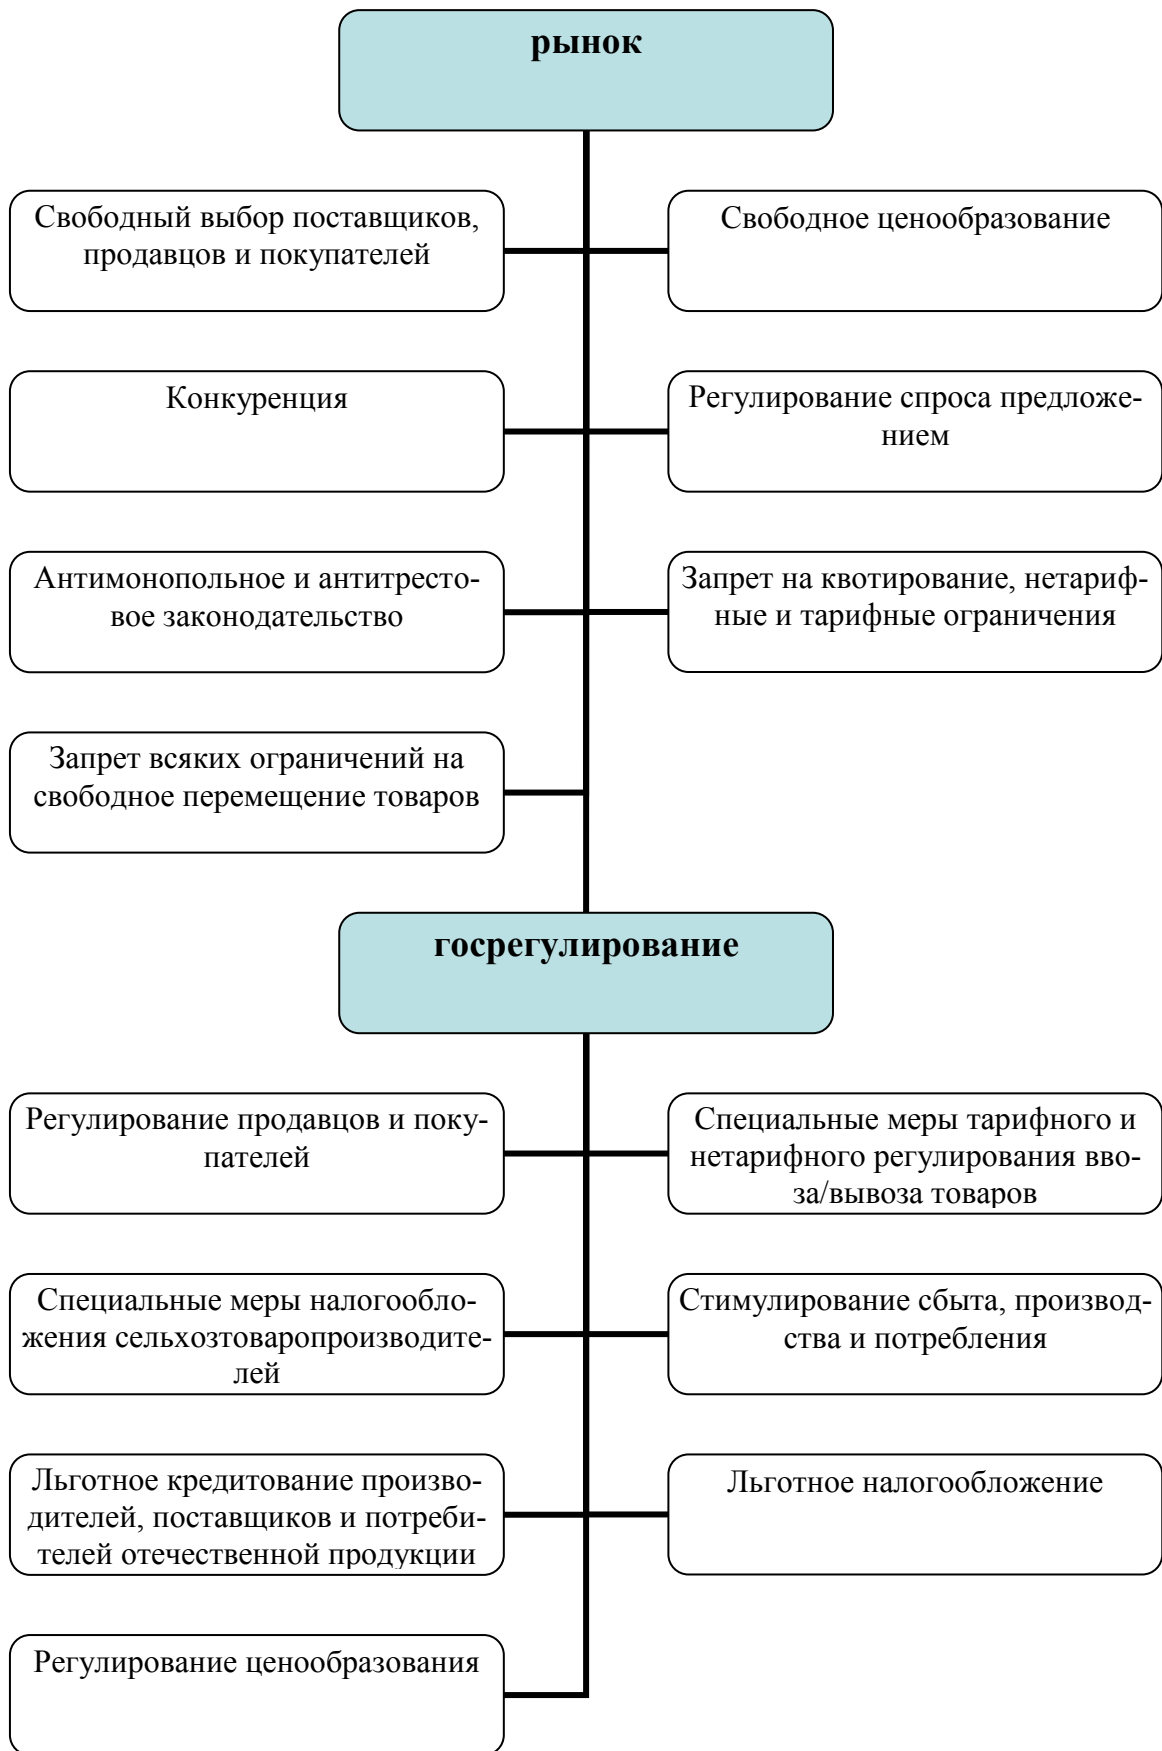 рынок
Свободный выбор поставщиков,
продавцов и покупателей
Свободное ценообразование
Конкуренция
Регулирование спроса предложе-
нием
Антимонопольное и антитресто-
вое законодательство
Запрет на квотирование, нетариф-
ные и тарифные ограничения
Запрет всяких ограничений на
свободное перемещение товаров
госрегулирование
Регулирование продавцов и поку-
пателей
Специальные меры тарифного и
нетарифного регулирования вво-
за/вывоза товаров
Специальные меры налогообло-
жения сельхозтоваропроизводите-
лей
Стимулирование сбыта, производ-
ства и потребления
Льготное кредитование произво-
дителей, поставщиков и потреби-
телей отечественной продукции
Льготное налогообложение
Регулирование ценообразования